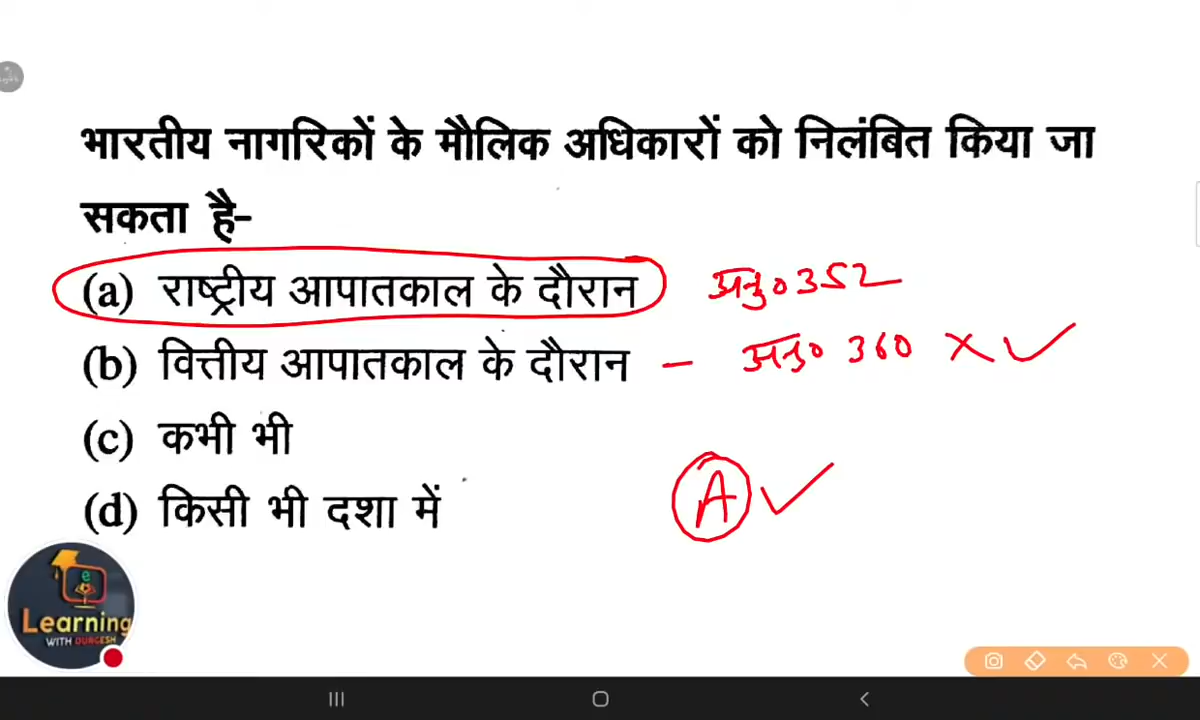 भारतीय नागरिकों के मौलिक अधिकारों को निलंबित किया जा
सकता है-
(a) राष्ट्रीय आपातकाल के दौरान अनु० 352
(b) वित्तीय आपातकाल के दौरान - अनु० 360 × ✓
(c) कभी भी
(d) किसी भी दशा में
A ✓
e
Learning
WITH DURGESH